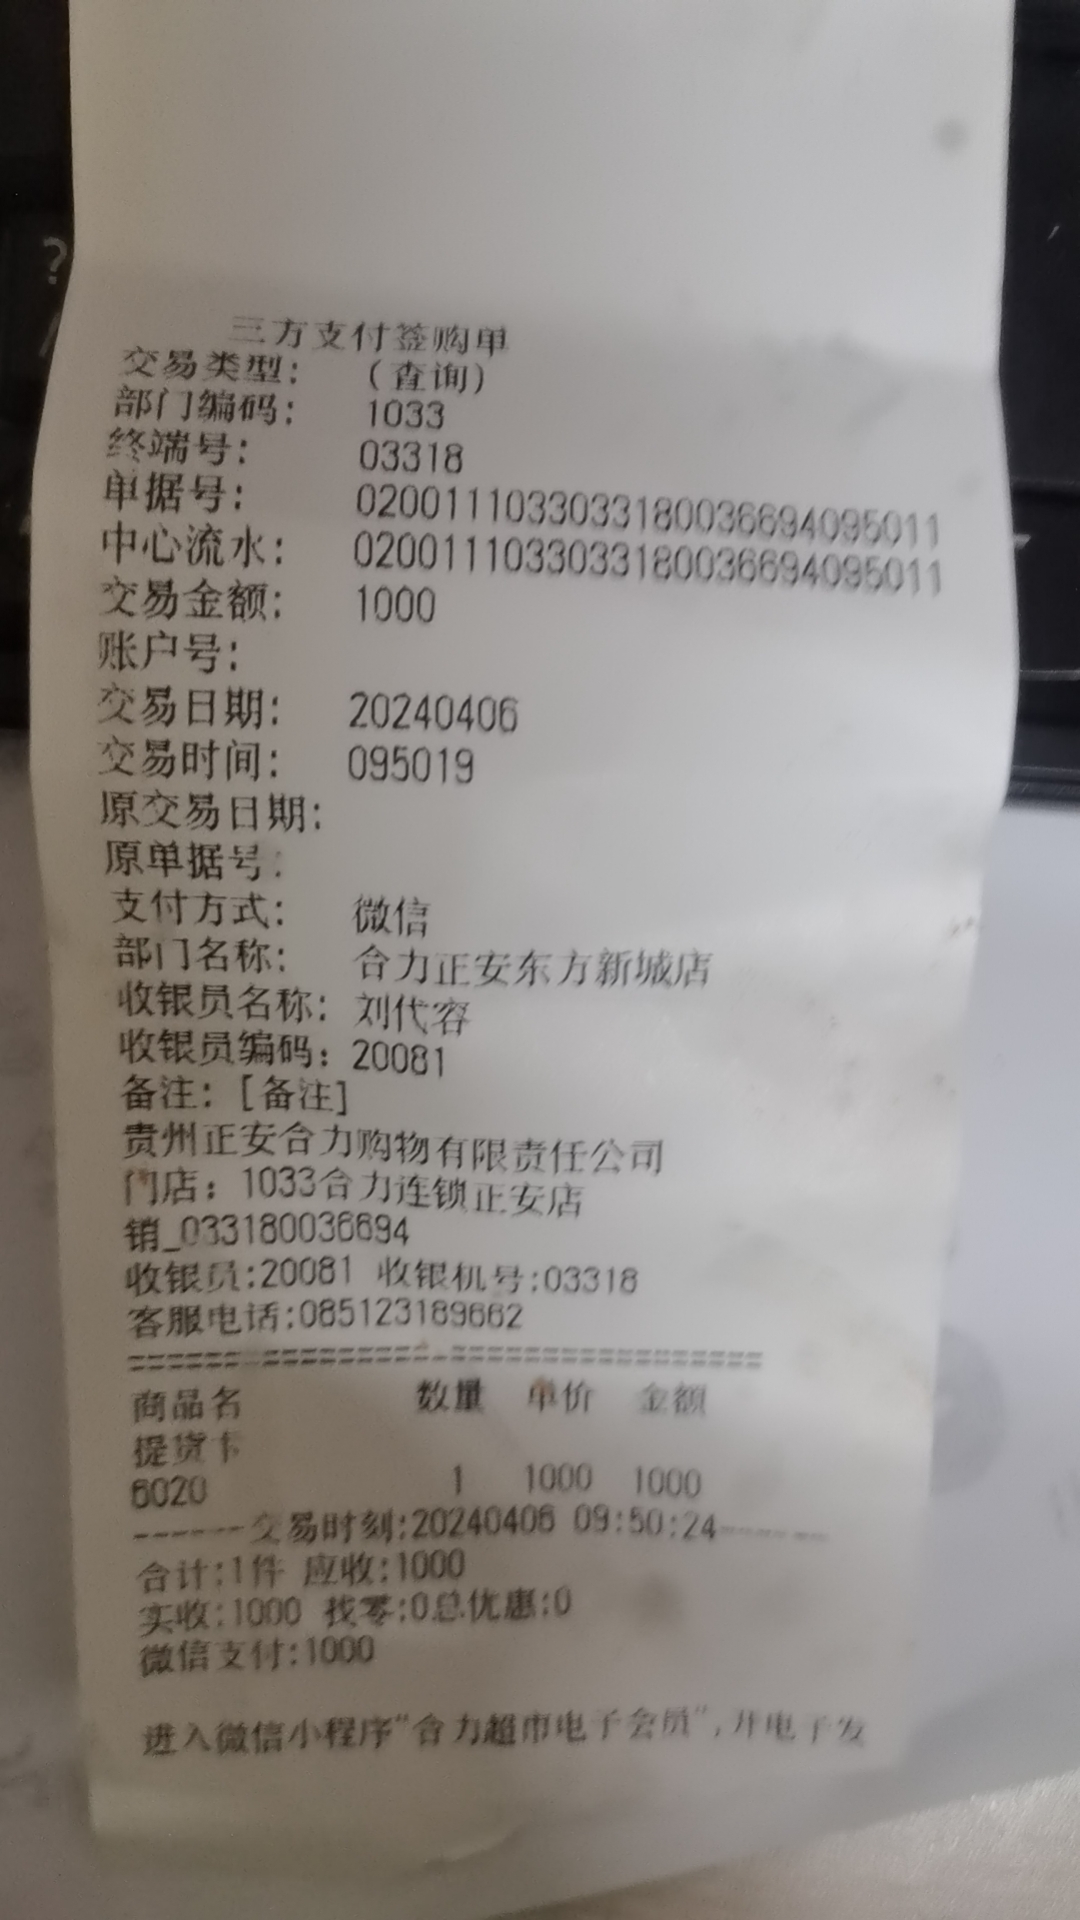 三方支付签购单
交易类型: (查询)
部门编码: 1033
终端号: 03318
单据号: 02001110330331800366940950​11
中心流水: 0200111033033180036694095011
交易金额: 1000
账户号:
交易日期: 20240406
交易时间: 095019
原交易日期:
原单据号:
支付方式: 微信
部门名称: 合力正安东方新城店
收银员名称: 刘代容
收银员编码: 20081
备注: [备注]
贵州正安合力购物有限责任公司
门店: 1033合力连锁正安店
销_033180036694
收银员:20081 收银机号:03318
客服电话:085123189662
===================================
商品名 数量 单价 金额
提货卡
6020 1 1000 1000
------交易时刻:20240406 09:50:24------
合计:1件 应收:1000
实收:1000 找零:0总优惠:0
微信支付:1000
进入微信小程序"合力超市电子会员",开电子发
?